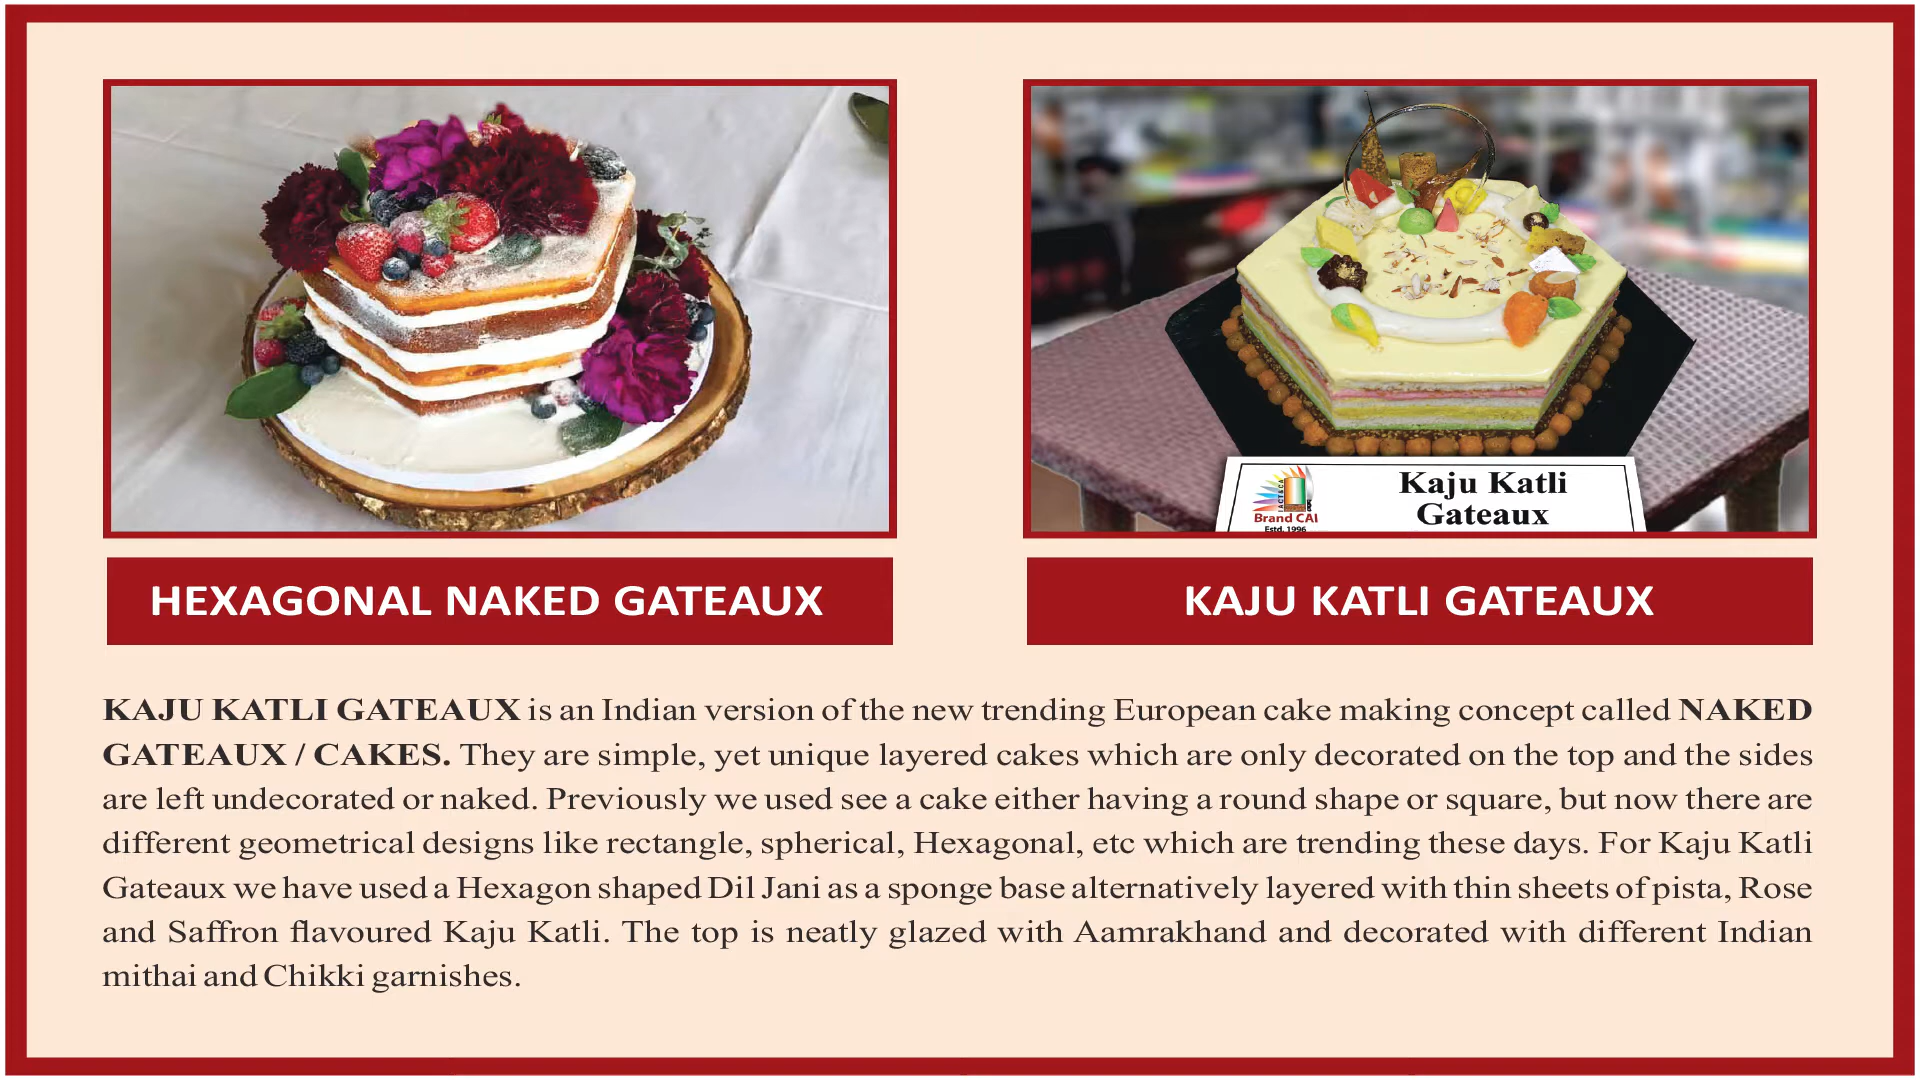 Kaju Katli
Gateaux
IACT&CA
Brand CAI
Estd. 1996
HEXAGONAL NAKED GATEAUX
KAJU KATLI GATEAUX
KAJU KATLI GATEAUX is an Indian version of the new trending European cake making concept called NAKED
GATEAUX / CAKES. They are simple, yet unique layered cakes which are only decorated on the top and the sides
are left undecorated or naked. Previously we used see a cake either having a round shape or square, but now there are
different geometrical designs like rectangle, spherical, Hexagonal, etc which are trending these days. For Kaju Katli
Gateaux we have used a Hexagon shaped Dil Jani as a sponge base alternatively layered with thin sheets of pista, Rose
and Saffron flavoured Kaju Katli. The top is neatly glazed with Aamrakhand and decorated with different Indian
mithai and Chikki garnishes.